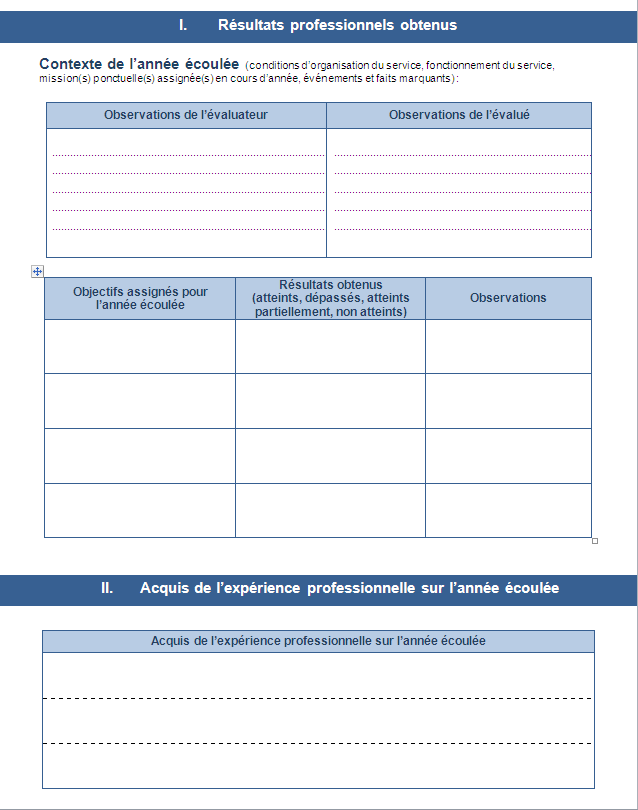 I. Résultats professionnels obtenus
Contexte de l'année écoulée (conditions d'organisation du service, fonctionnement du service,
mission(s) ponctuelle(s) assignée(s) en cours d'année, événements et faits marquants) :
Observations de l'évaluateur
Observations de l'évalué
Objectifs assignés pour
l'année écoulée
Résultats obtenus
(atteints, dépassés, atteints
partiellement, non atteints)
Observations
II. Acquis de l'expérience professionnelle sur l'année écoulée
Acquis de l'expérience professionnelle sur l'année écoulée